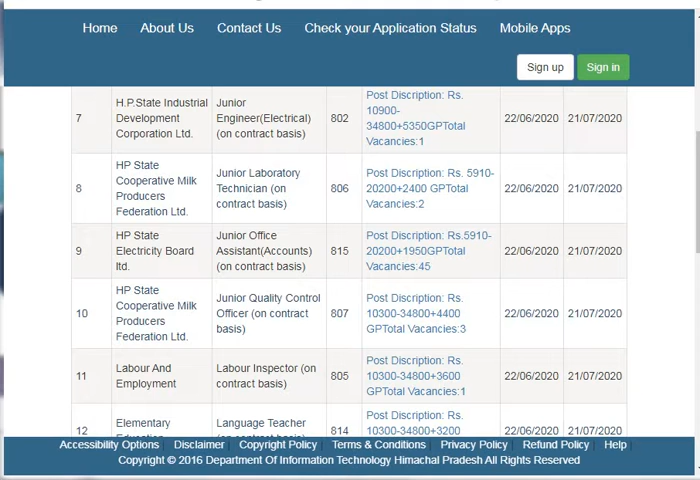 Home About Us Contact Us Check your Application Status Mobile Apps
Sign up Sign in
7
H.P.State Industrial
Development
Corporation Ltd.
Junior
Engineer(Electrical)
(on contract basis)
802
Post Discription: Rs.
10900-
34800+5350GPTotal
Vacancies:1
22/06/2020
21/07/2020
8
HP State
Cooperative Milk
Producers
Federation Ltd.
Junior Laboratory
Technician (on
contract basis)
806
Post Discription: Rs. 5910-
20200+2400 GPTotal
Vacancies:2
22/06/2020
21/07/2020
9
HP State
Electricity Board
ltd.
Junior Office
Assistant(Accounts)
(on contract basis)
815
Post Discription: Rs.5910-
20200+1950GPTotal
Vacancies:45
22/06/2020
21/07/2020
10
HP State
Cooperative Milk
Producers
Federation Ltd.
Junior Quality Control
Officer (on contract
basis)
807
Post Discription: Rs.
10300-34800+4400
GPTotal Vacancies:3
22/06/2020
21/07/2020
11
Labour And
Employment
Labour Inspector (on
contract basis)
805
Post Discription: Rs.
10300-34800+3600
GPTotal Vacancies:1
22/06/2020
21/07/2020
12
Elementary
Education
Language Teacher
(on contract basis)
814
Post Discription: Rs.
10300-34800+3200
22/06/2020
21/07/2020
Accessibility Options Disclaimer Copyright Policy Terms & Conditions Privacy Policy Refund Policy Help
Copyright © 2016 Department Of Information Technology Himachal Pradesh All Rights Reserved